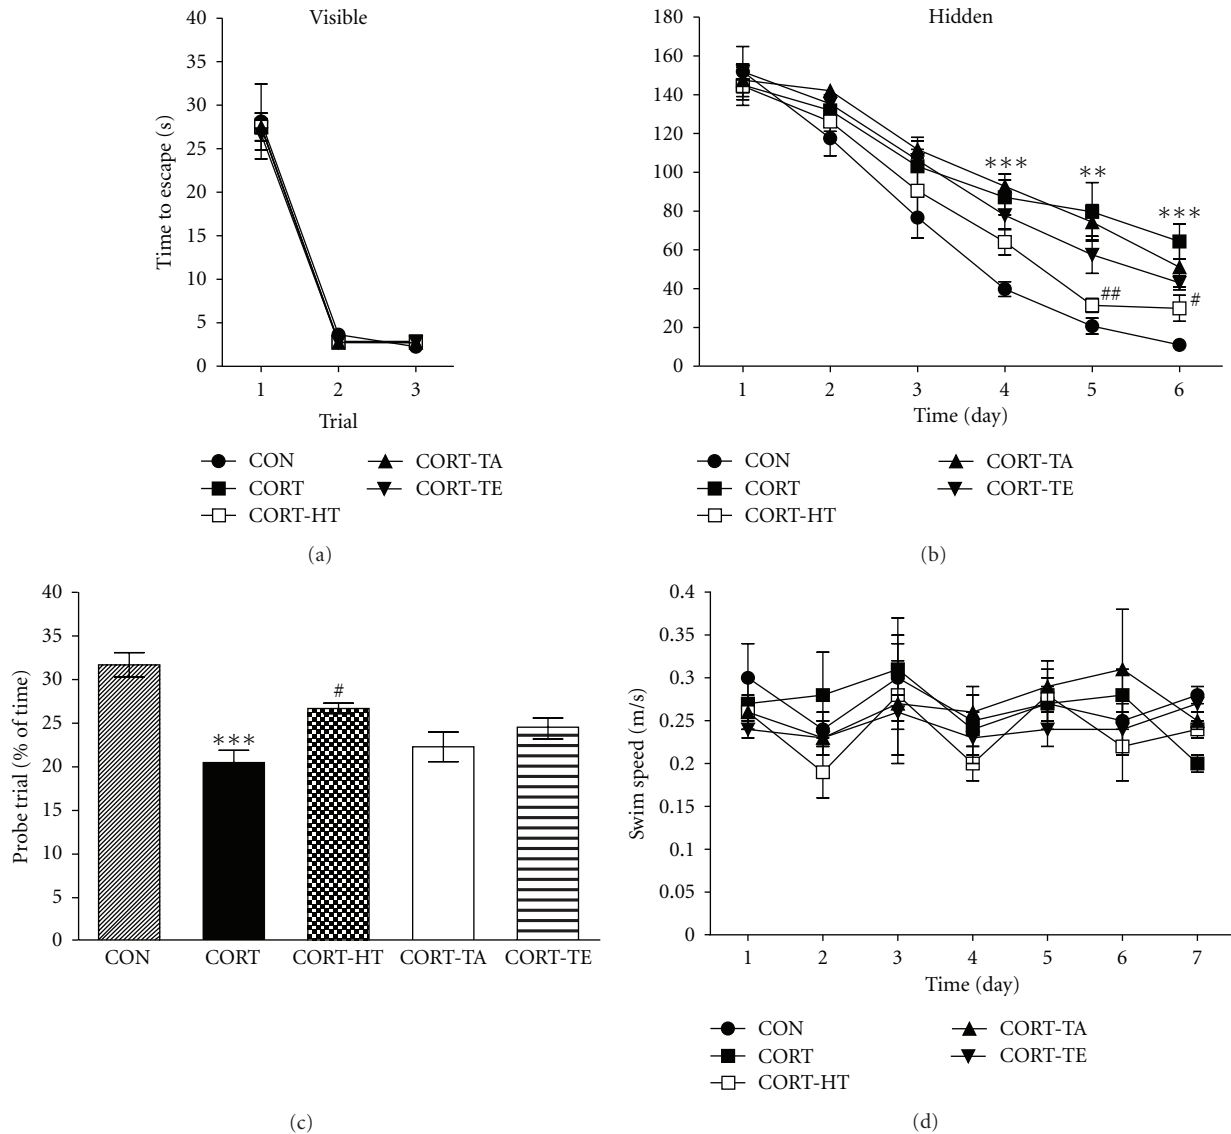 Visible
40
35
30
25
20
15
10
5
0
Time to escape (s)
1 2 3
Trial
CON CORT-TA
CORT CORT-TE
CORT-HT
(a)
Hidden
180
160
140
120
100
80
60
40
20
0
∗∗∗
∗∗
∗∗∗
##
#
1 2 3 4 5 6
Time (day)
CON CORT-TA
CORT CORT-TE
CORT-HT
(b)
40
35
30
25
20
15
10
5
0
Probe trial (% of time)
∗∗∗
#
CON CORT CORT-HT CORT-TA CORT-TE
(c)
0.4
0.35
0.3
0.25
0.2
0.15
0.1
0.05
0
Swim speed (m/s)
1 2 3 4 5 6 7
Time (day)
CON CORT-TA
CORT CORT-TE
CORT-HT
(d)